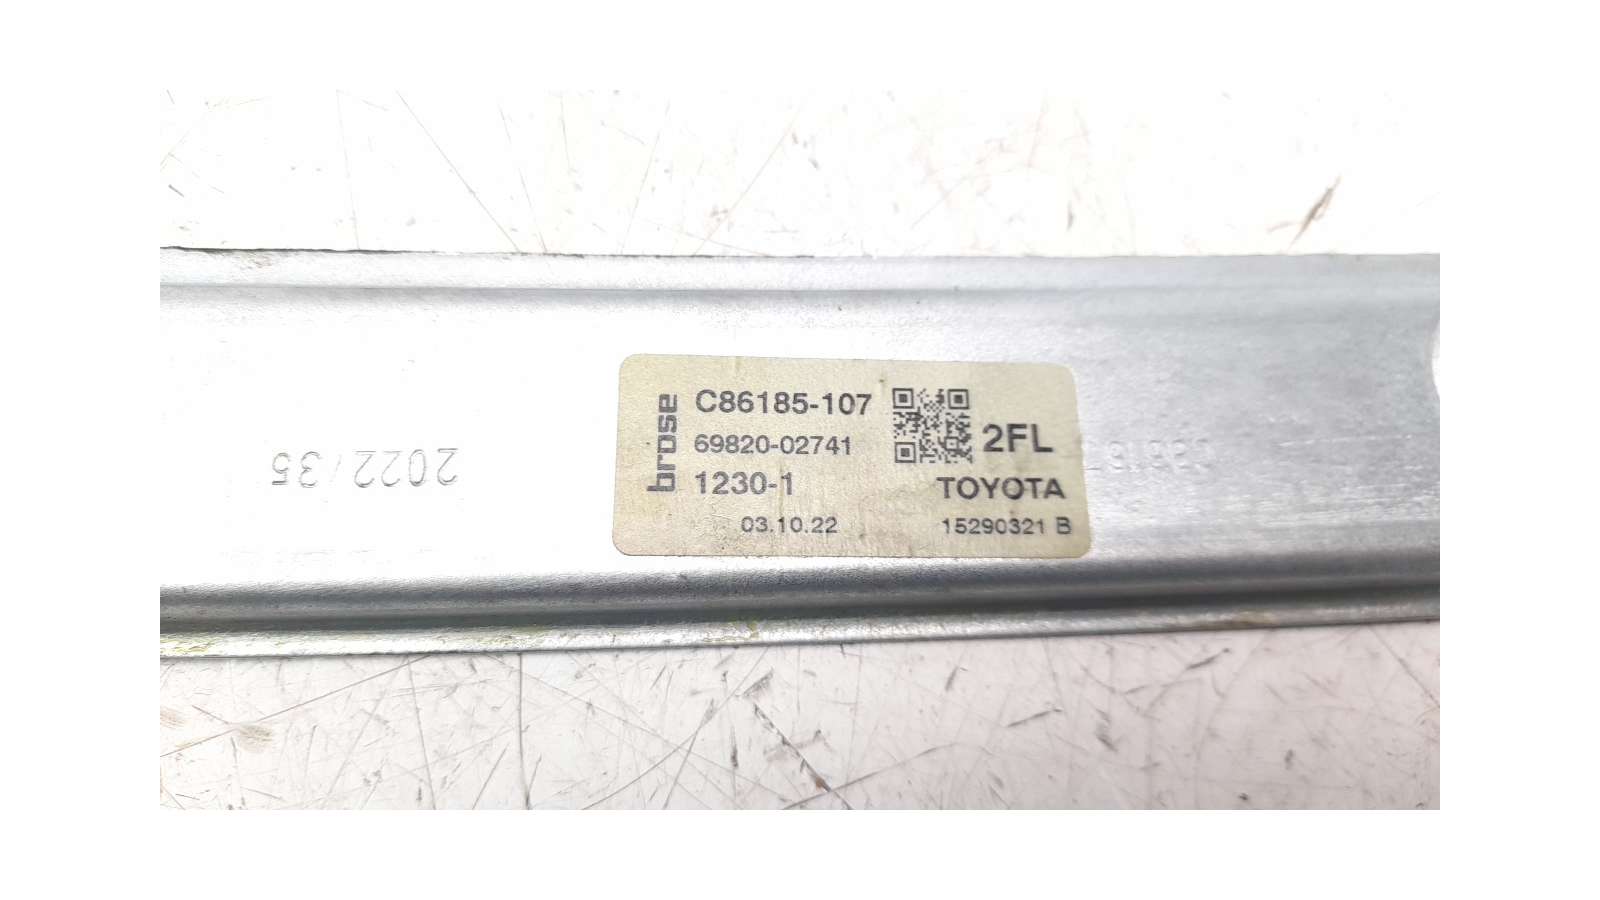 brose
C86185-107
69820-02741
1230-1
03.10.22
2FL
TOYOTA
15290321 B
2022/35